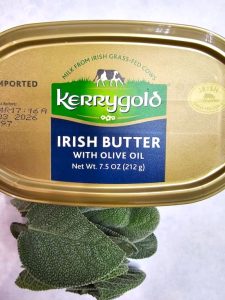 MILK FROM IRISH GRASS-FED COWS
IMPORTED
Kerrygold
IRISH BUTTER
WITH OLIVE OIL
Net Wt. 7.5 OZ (212 g)